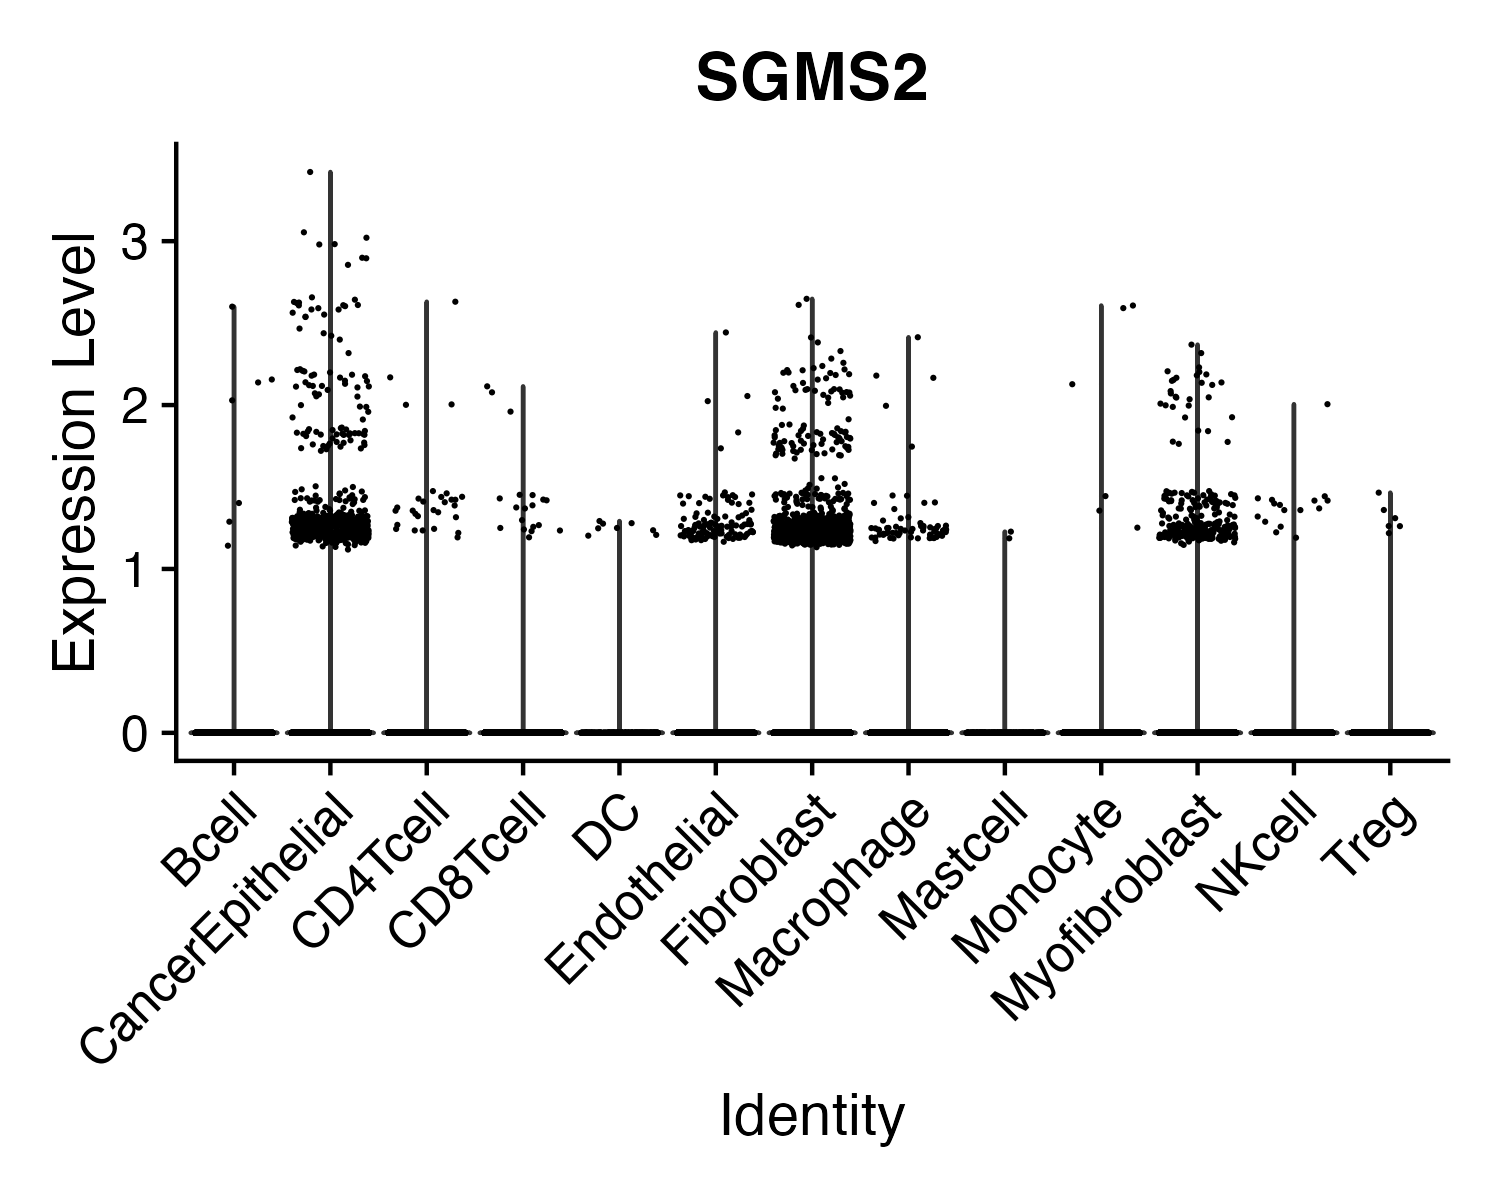 SGMS2
Expression Level
3
2
1
0
Bcell
CancerEpithelial
CD4Tcell
CD8Tcell
DC
Endothelial
Fibroblast
Macrophage
Mastcell
Monocyte
Myofibroblast
NKcell
Treg
Identity